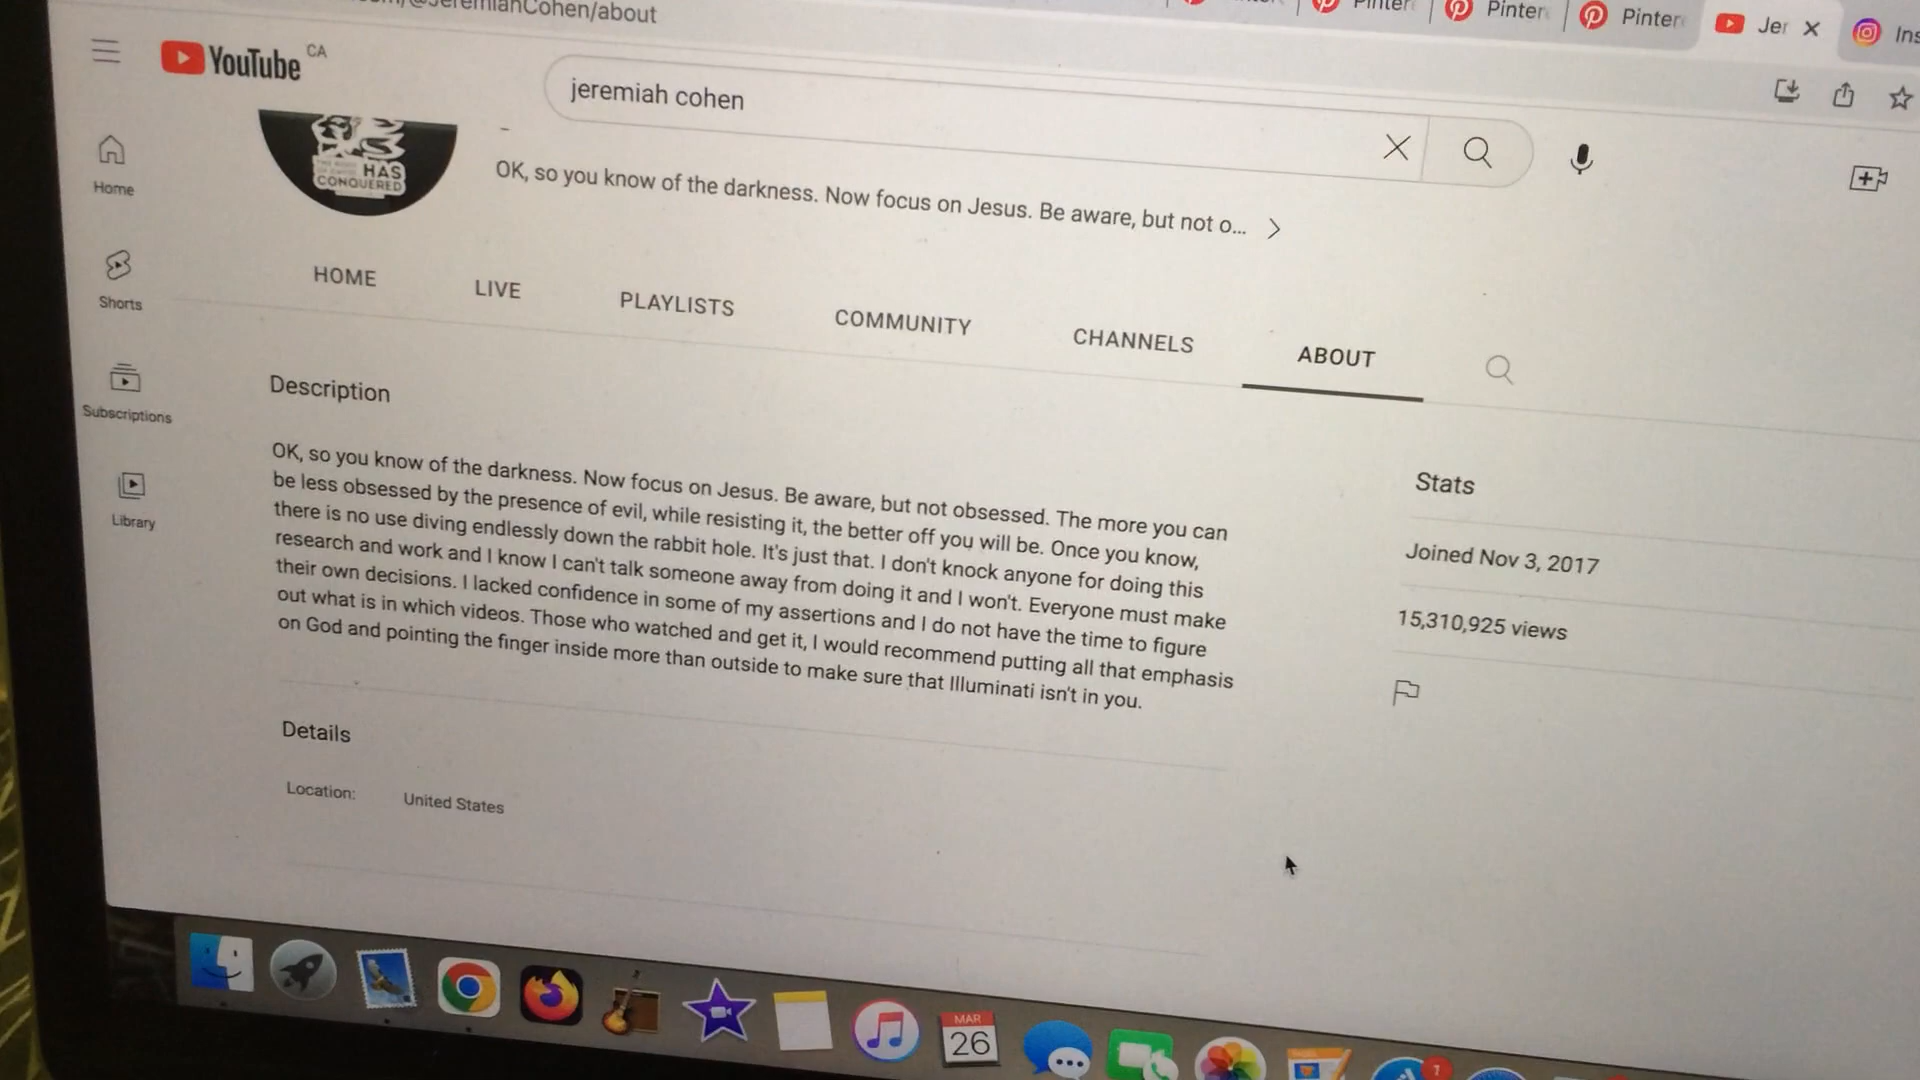 JeremiahCohen/about
Pinter
Pinter
Pinter
Jer
Ins
YouTube CA
jeremiah cohen
HAS
CONQUERED
OK, so you know of the darkness. Now focus on Jesus. Be aware, but not o...
Home
Shorts
Subscriptions
Library
HOME LIVE PLAYLISTS COMMUNITY CHANNELS ABOUT
Description
OK, so you know of the darkness. Now focus on Jesus. Be aware, but not obsessed. The more you can
be less obsessed by the presence of evil, while resisting it, the better off you will be. Once you know,
there is no use diving endlessly down the rabbit hole. It's just that. I don't knock anyone for doing this
research and work and I know I can't talk someone away from doing it and I won't. Everyone must make
their own decisions. I lacked confidence in some of my assertions and I do not have the time to figure
out what is in which videos. Those who watched and get it, I would recommend putting all that emphasis
on God and pointing the finger inside more than outside to make sure that Illuminati isn't in you.
Stats
Joined Nov 3, 2017
15,310,925 views
Details
Location: United States
MAR
26